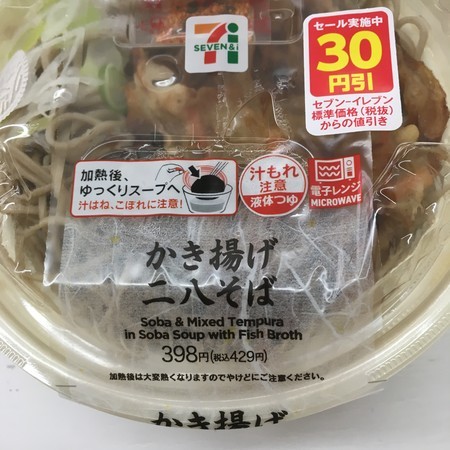 セール実施中
30
円引
セブン-イレブン
標準価格(税抜)
からの値引き
7
SEVEN&i
加熱後、
ゆっくりスープへ
汁はね、こぼれに注意!
汁もれ
注意
液体つゆ
電子レンジ
MICROWAVE
かき揚げ
二八そば
Soba & Mixed Tempura
in Soba Soup with Fish Broth
398円(税込429円)
加熱後は大変熱くなりますのでやけどにご注意ください。
かき揚げ